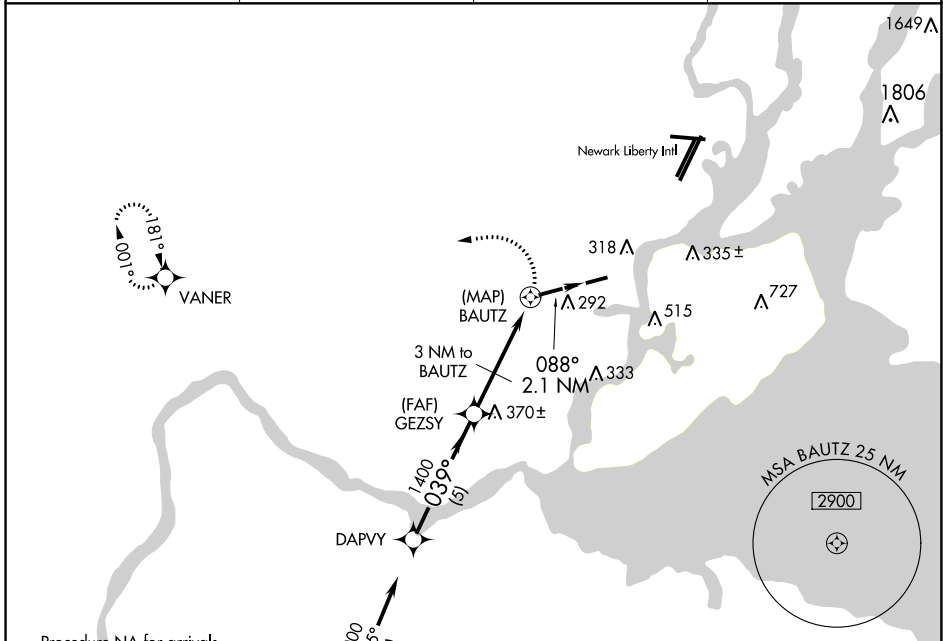 1649
1806
Newark Liberty Intl
181°
001°
VANER
318
335±
(MAP)
BAUTZ
292
727
515
3 NM to
BAUTZ
088°
2.1 NM
333
(FAF)
GEZSY
370±
1400
039°
(5)
MSA BAUTZ 25 NM
2900
DAPVY
Procedure NA for arrivals